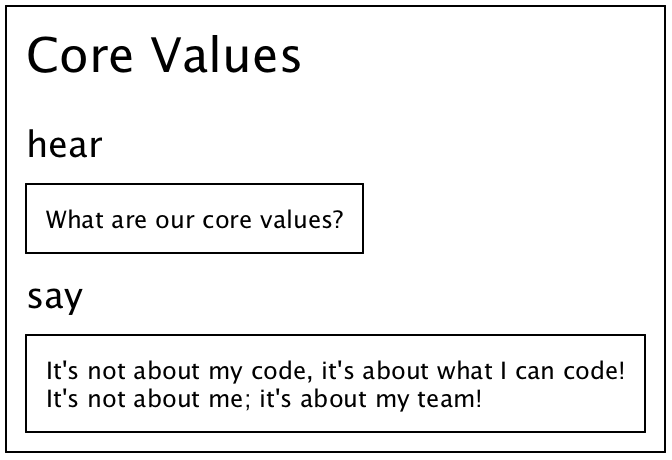 Core Values
hear
What are our core values?
say
It's not about my code, it's about what I can code!
It's not about me; it's about my team!